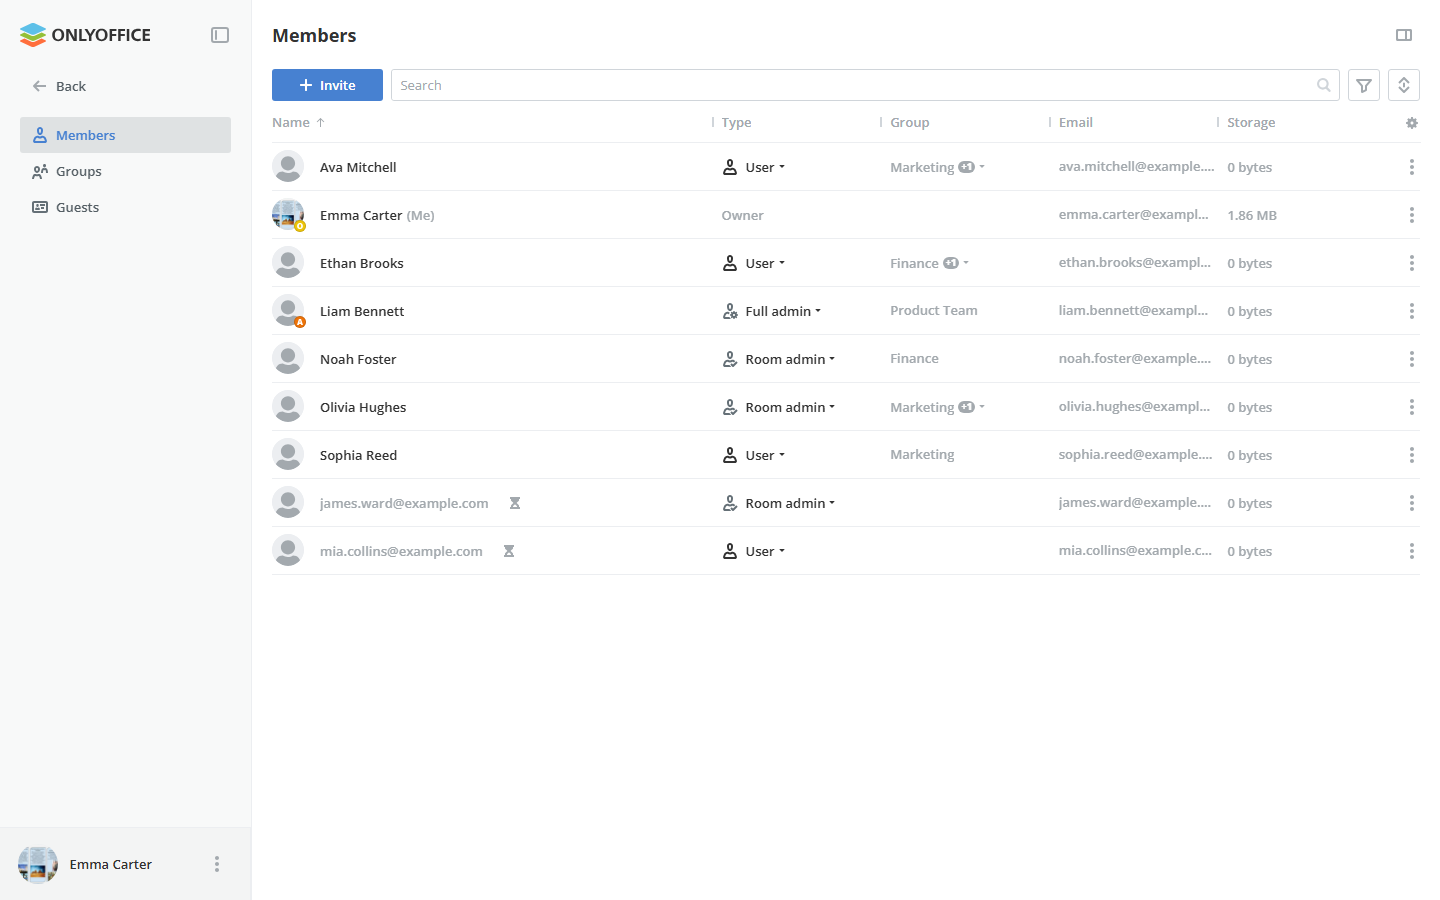 ONLYOFFICE
Back
Members
Groups
Guests
Emma Carter
Members
Invite
Search
Name Type Group Email Storage
Ava Mitchell User Marketing +1 ava.mitchell@example.... 0 bytes
Emma Carter (Me) Owner emma.carter@exampl... 1.86 MB
Ethan Brooks User Finance +1 ethan.brooks@exampl... 0 bytes
A Liam Bennett Full admin Product Team liam.bennett@exampl... 0 bytes
Noah Foster Room admin Finance noah.foster@example.... 0 bytes
Olivia Hughes Room admin Marketing +1 olivia.hughes@exampl... 0 bytes
Sophia Reed User Marketing sophia.reed@example.... 0 bytes
james.ward@example.com Room admin james.ward@example.... 0 bytes
mia.collins@example.com User mia.collins@example.c... 0 bytes